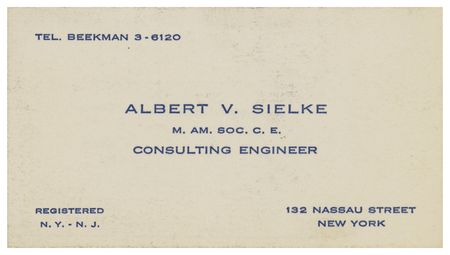 TEL. BEEKMAN 3-6120
ALBERT V. SIELKE
M. AM. SOC. C. E.
CONSULTING ENGINEER
REGISTERED
N. Y. - N. J.
132 NASSAU STREET
NEW YORK